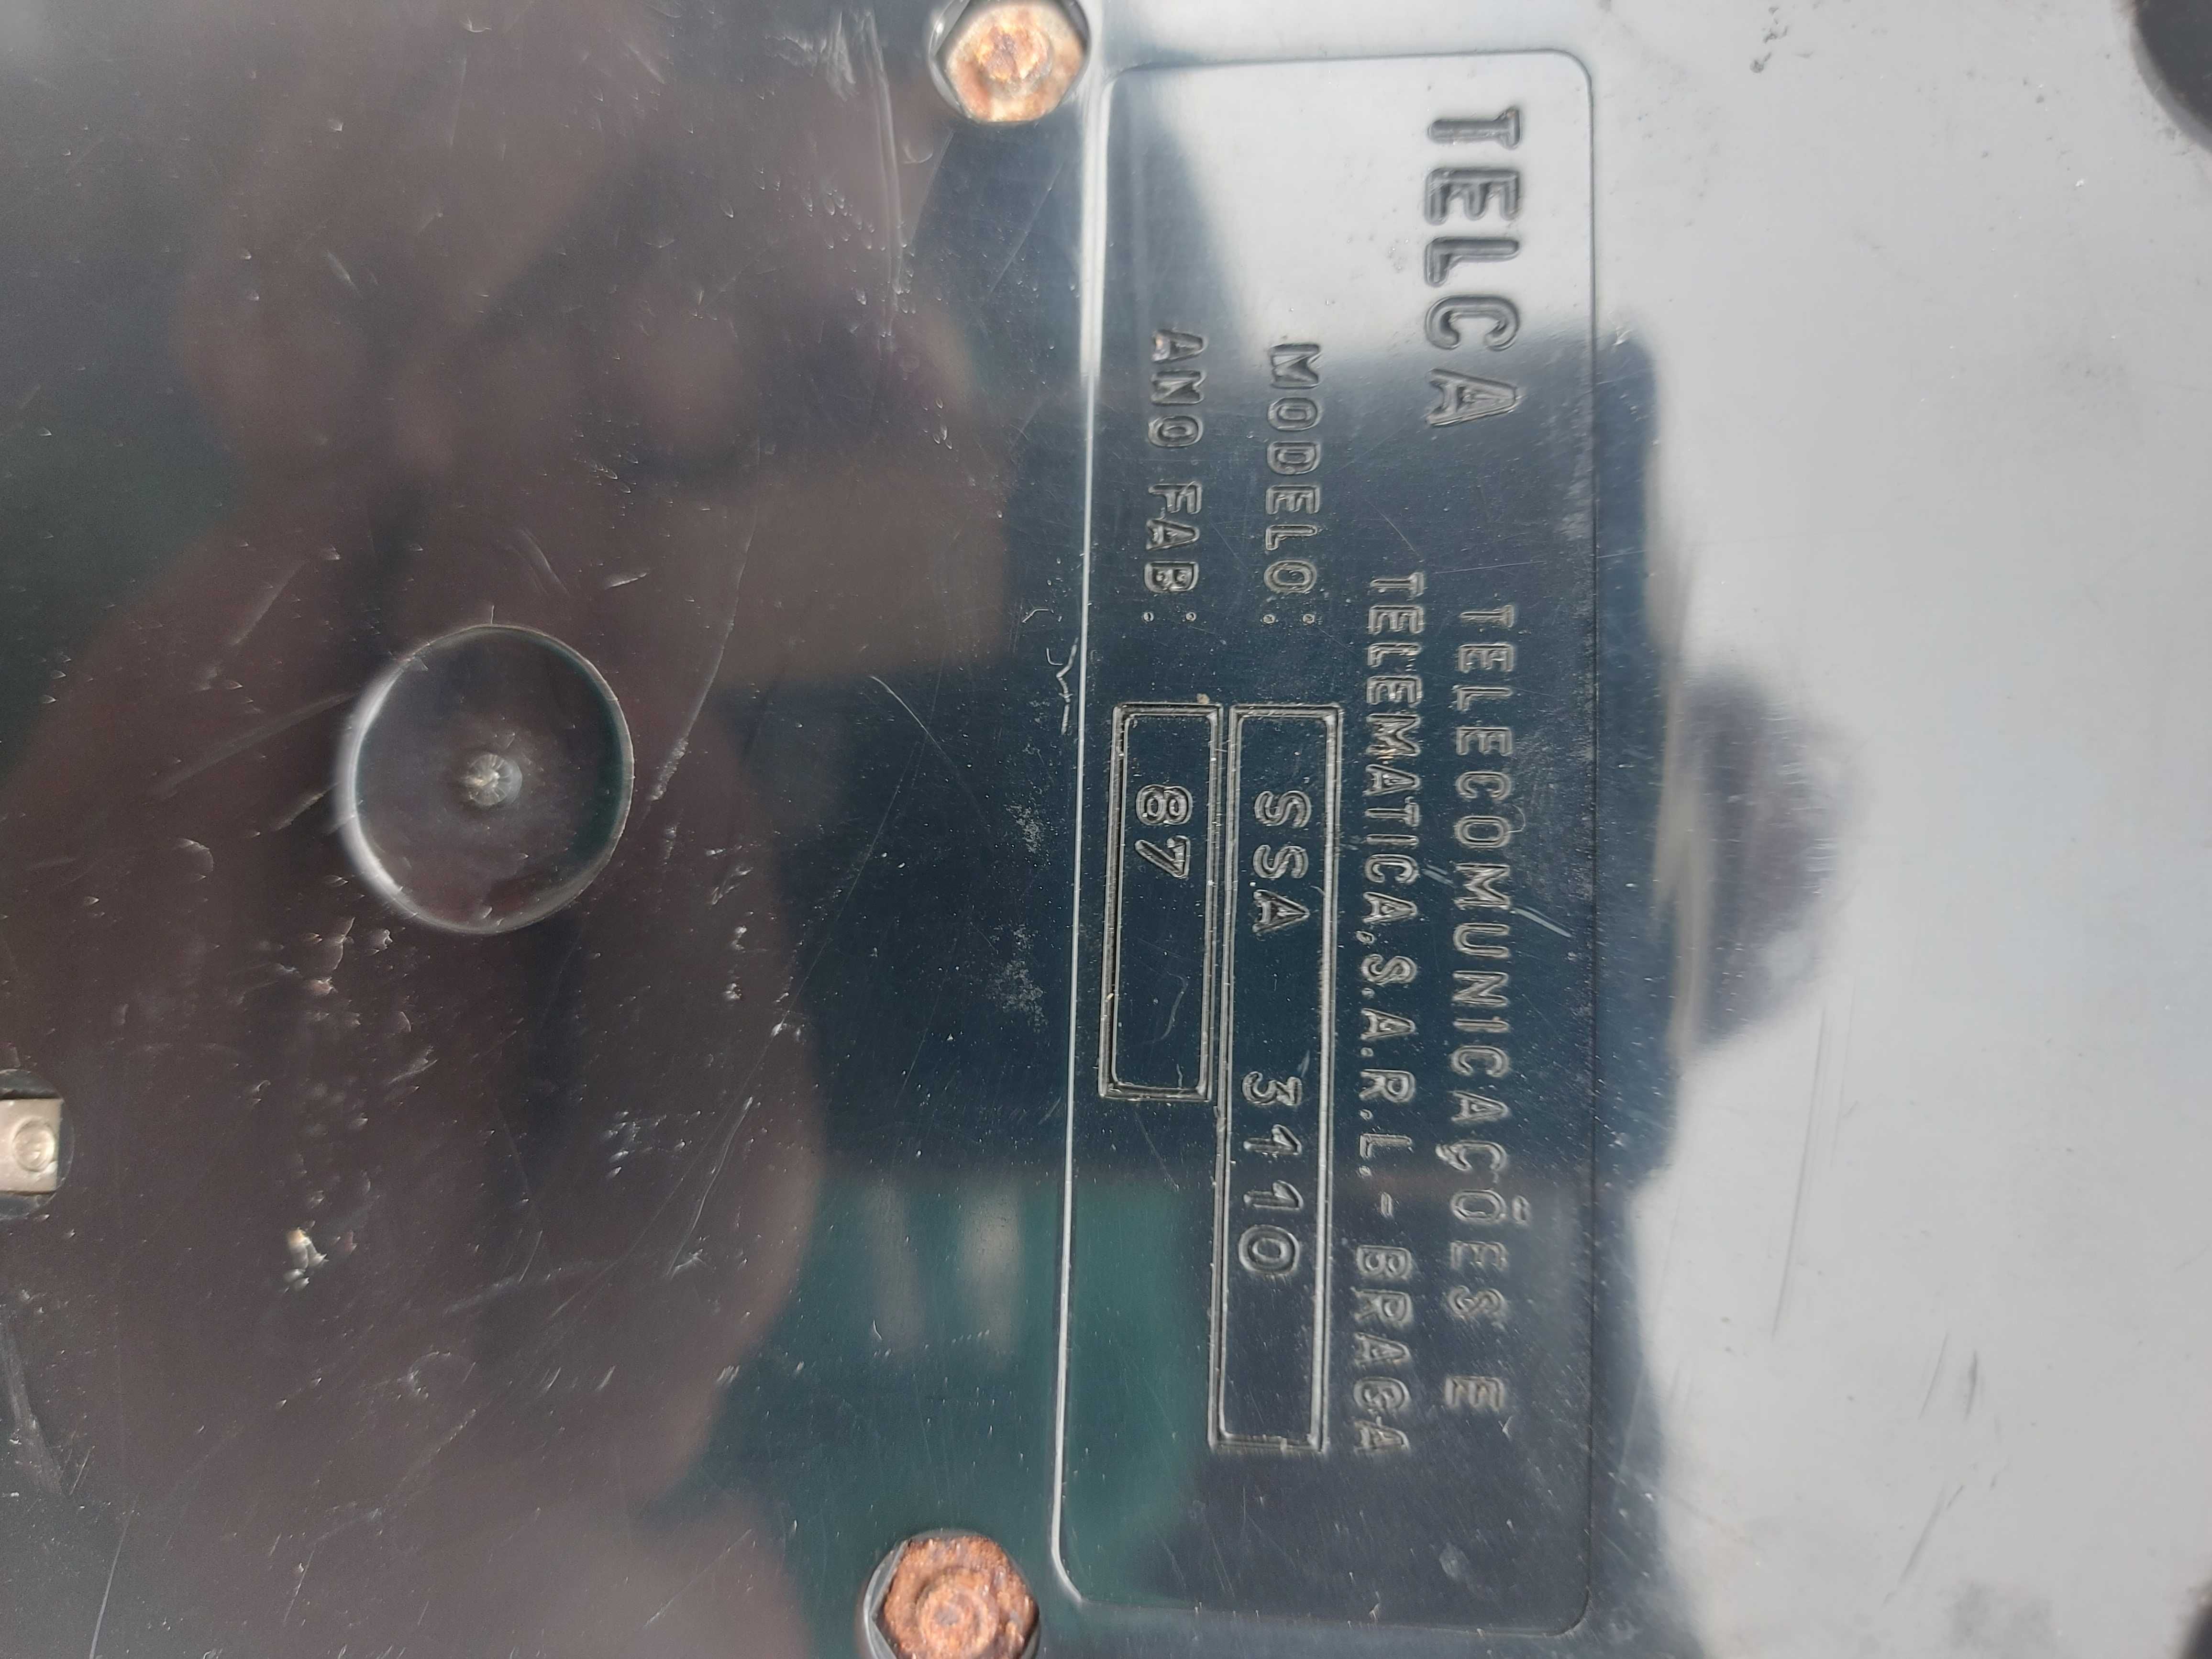 TELCA TELECOMUNICAÇÕES E
TELEMATICA,S.A.R.L.- BRAGA
MODELO: SSA 3110
ANO FAB: 87